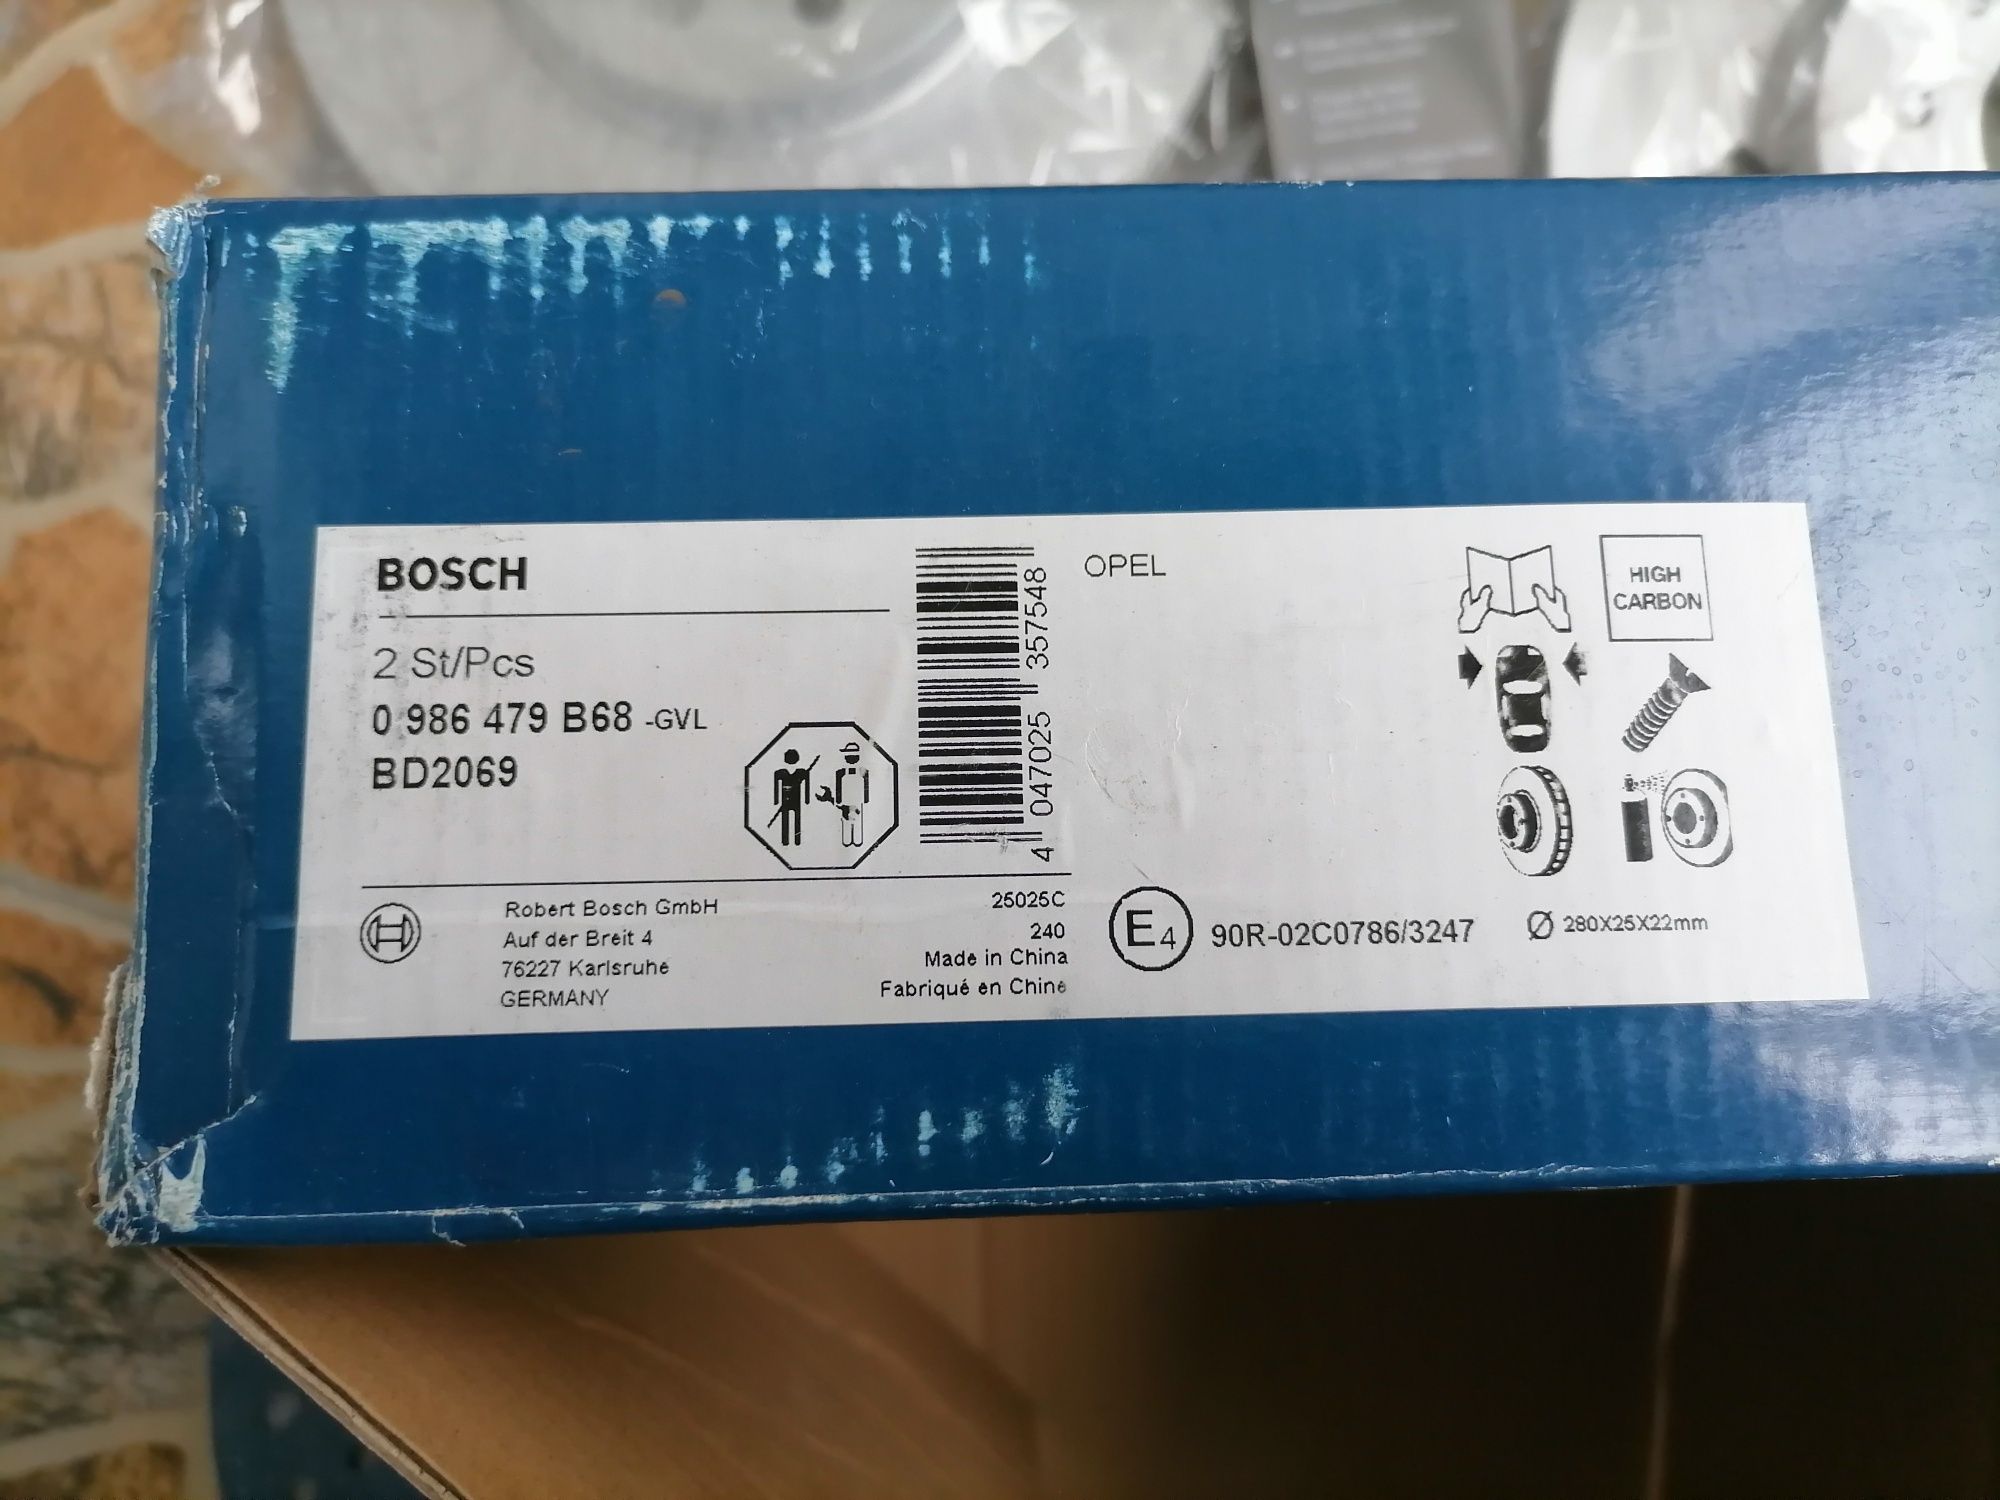 BOSCH
2 St/Pcs
0 986 479 B68 -GVL
BD2069
4 047025 357548
OPEL
HIGH
CARBON
Robert Bosch GmbH
Auf der Breit 4
76227 Karlsruhe
GERMANY
25025C
240
Made in China
Fabriqué en Chine
E4 90R-02C0786/3247
Ø 280X25X22mm